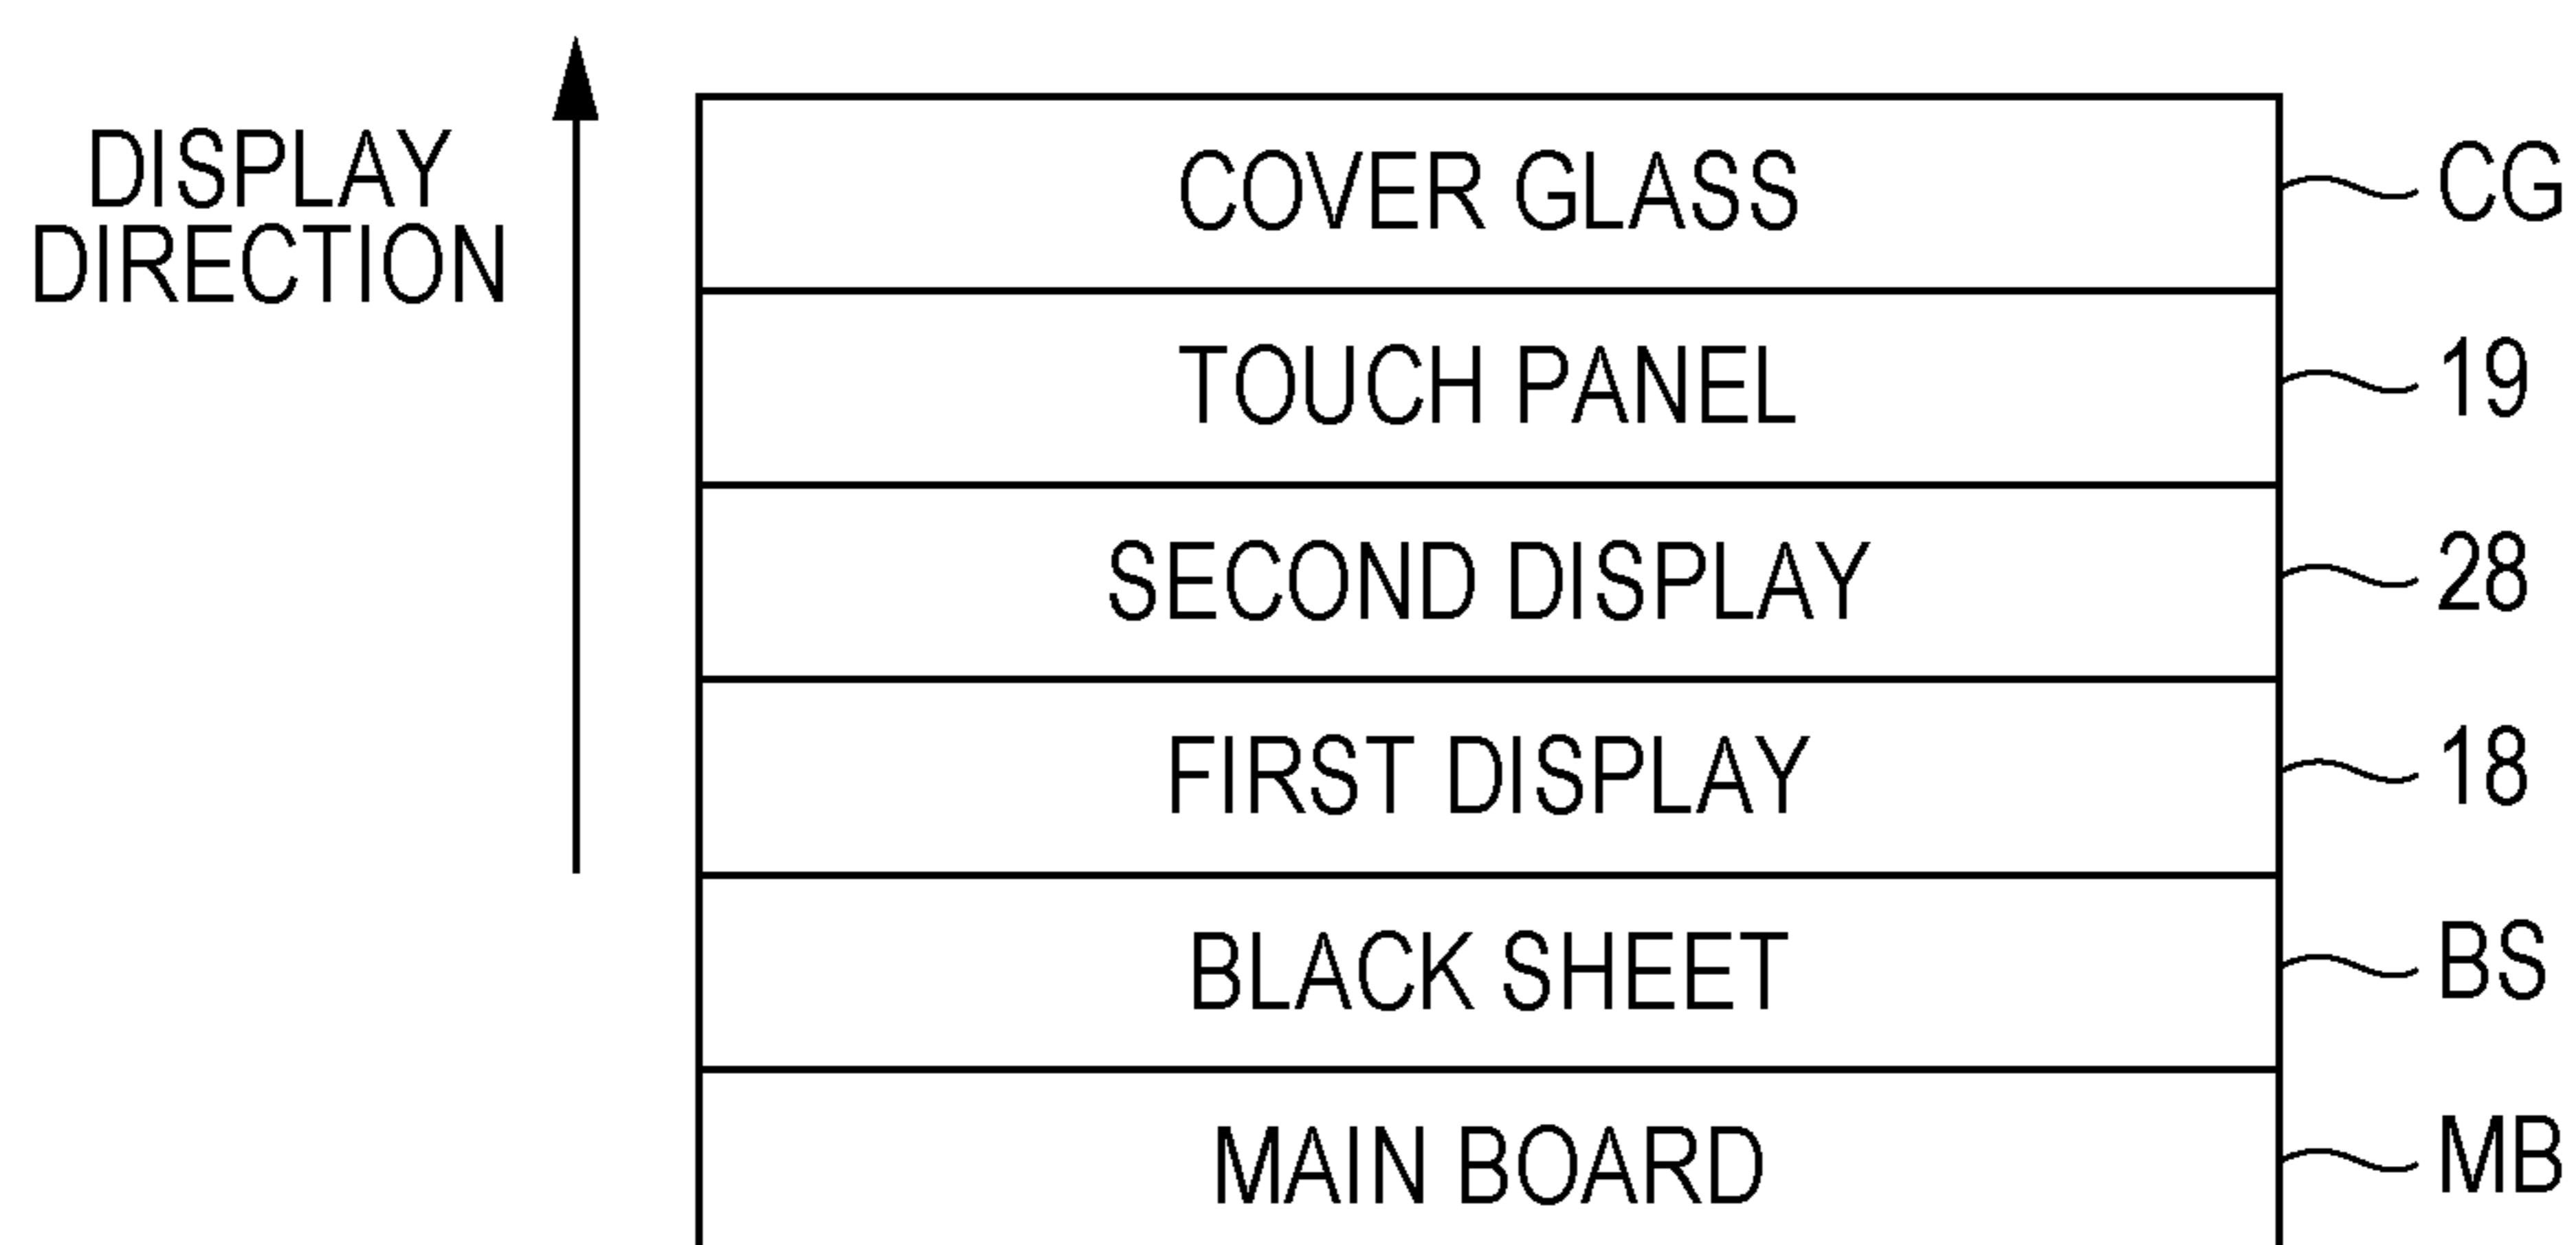 DISPLAY
DIRECTION
COVER GLASS CG
TOUCH PANEL 19
SECOND DISPLAY 28
FIRST DISPLAY 18
BLACK SHEET BS
MAIN BOARD MB